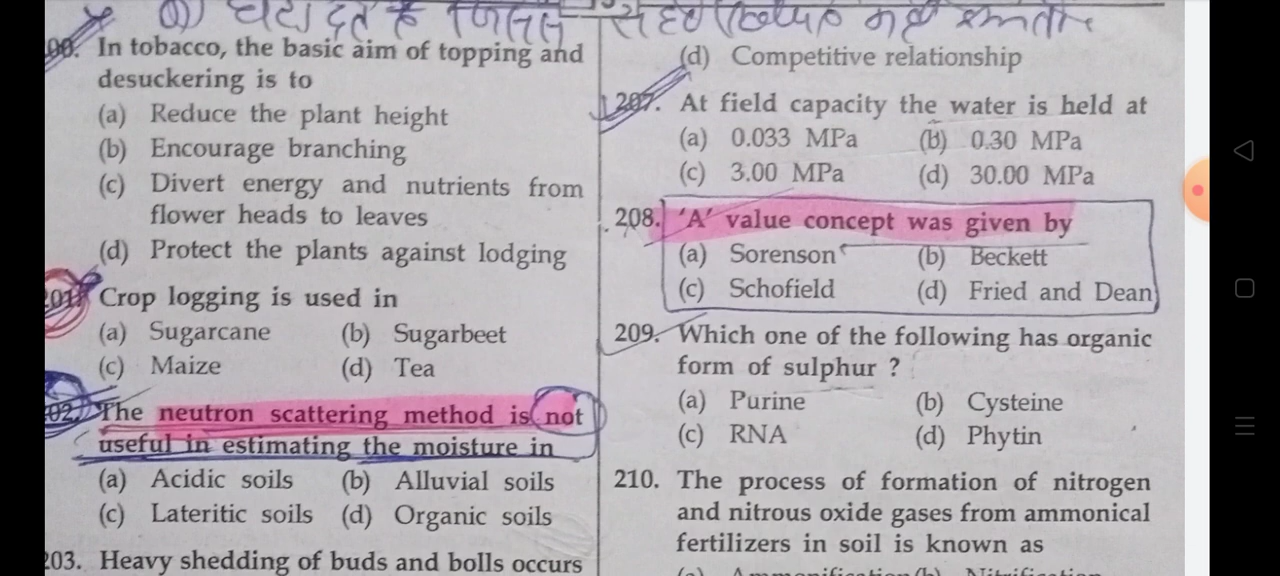 00. In tobacco, the basic aim of topping and
desuckering is to
(a) Reduce the plant height
(b) Encourage branching
(c) Divert energy and nutrients from
flower heads to leaves
(d) Protect the plants against lodging
201. Crop logging is used in
(a) Sugarcane (b) Sugarbeet
(c) Maize (d) Tea
02. The neutron scattering method is not
useful in estimating the moisture in
(a) Acidic soils (b) Alluvial soils
(c) Lateritic soils (d) Organic soils
203. Heavy shedding of buds and bolls occurs
(d) Competitive relationship
207. At field capacity the water is held at
(a) 0.033 MPa (b) 0.30 MPa
(c) 3.00 MPa (d) 30.00 MPa
208. 'A' value concept was given by
(a) Sorenson (b) Beckett
(c) Schofield (d) Fried and Dean
209. Which one of the following has organic
form of sulphur ?
(a) Purine (b) Cysteine
(c) RNA (d) Phytin
210. The process of formation of nitrogen
and nitrous oxide gases from ammonical
fertilizers in soil is known as
(a) Ammonification (b) Nitrification